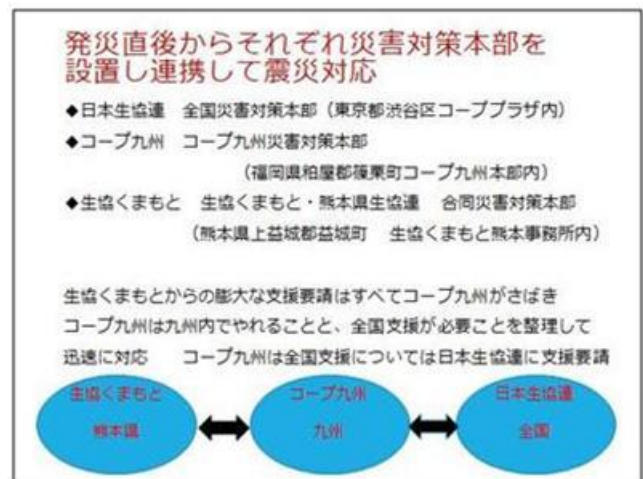 発災直後からそれぞれ災害対策本部を
設置し連携して震災対応
◆日本生協連 全国災害対策本部（東京都渋谷区コーププラザ内）
◆コープ九州 コープ九州災害対策本部
（福岡県粕屋郡篠栗町コープ九州本部内）
◆生協くまもと 生協くまもと・熊本県生協連 合同災害対策本部
（熊本県上益城郡益城町 生協くまもと熊本事務所内）
生協くまもとからの膨大な支援要請はすべてコープ九州がさばき
コープ九州は九州内でやれることと、全国支援が必要ことを整理して
迅速に対応 コープ九州は全国支援については日本生協連に支援要請
生協くまもと
熊本県
コープ九州
九州
日本生協連
全国